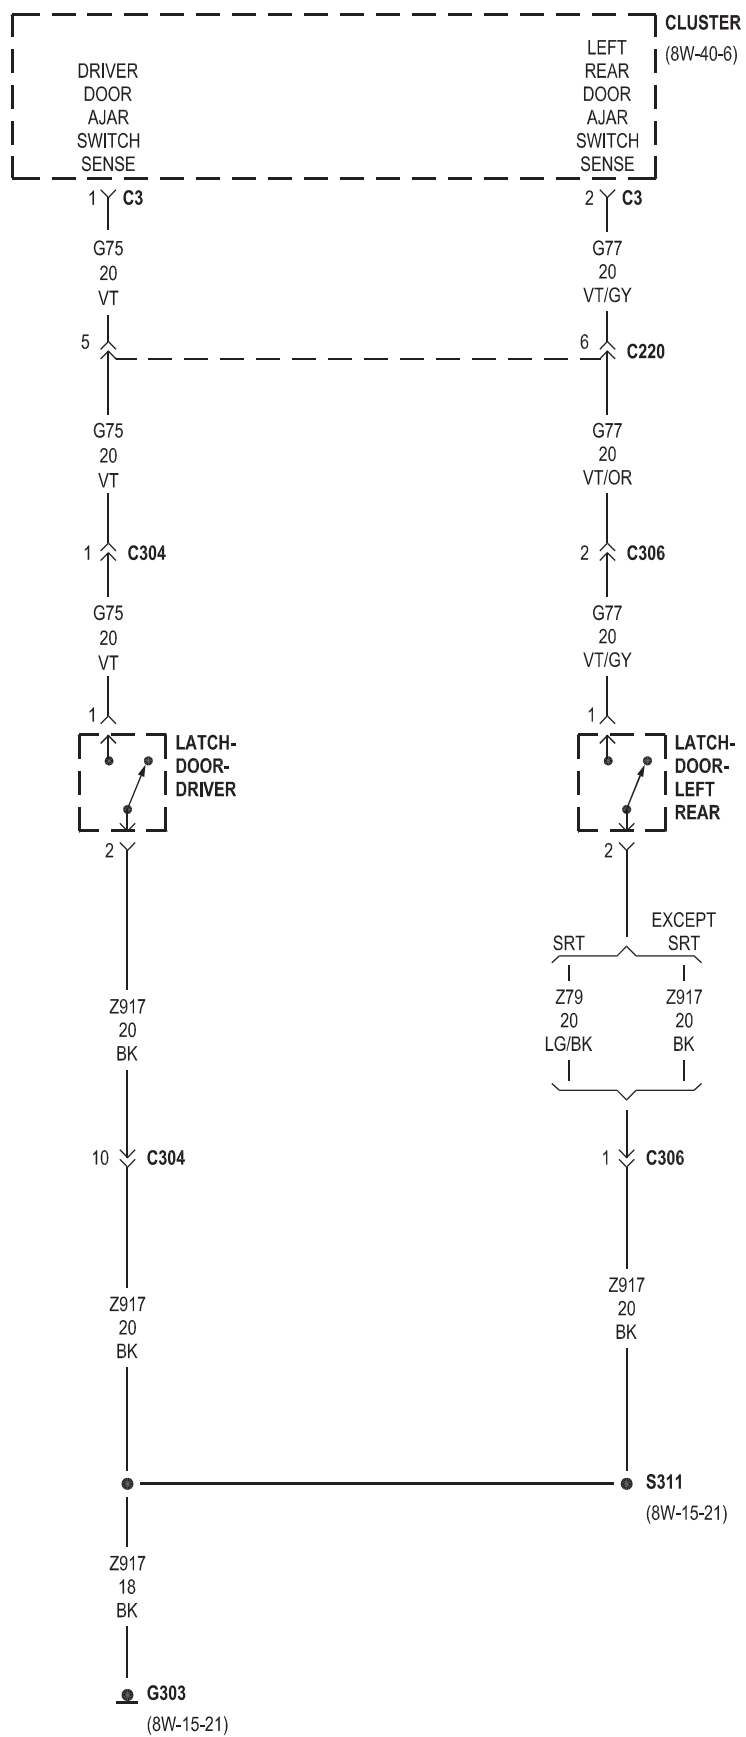 CLUSTER
(8W-40-6)
DRIVER
DOOR
AJAR
SWITCH
SENSE
LEFT
REAR
DOOR
AJAR
SWITCH
SENSE
1 C3
2 C3
G75
20
VT
G77
20
VT/GY
5
6 C220
G75
20
VT
G77
20
VT/OR
1 C304
2 C306
G75
20
VT
G77
20
VT/GY
1
1
LATCH-
DOOR-
DRIVER
LATCH-
DOOR-
LEFT
REAR
2
2
SRT
EXCEPT
SRT
Z917
20
BK
Z79
20
LG/BK
Z917
20
BK
10 C304
1 C306
Z917
20
BK
Z917
20
BK
S311
(8W-15-21)
Z917
18
BK
G303
(8W-15-21)